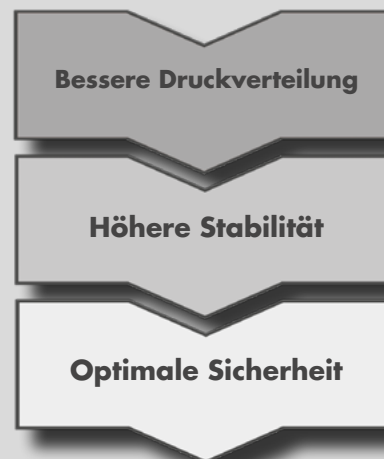 Bessere Druckverteilung
Höhere Stabilität
Optimale Sicherheit